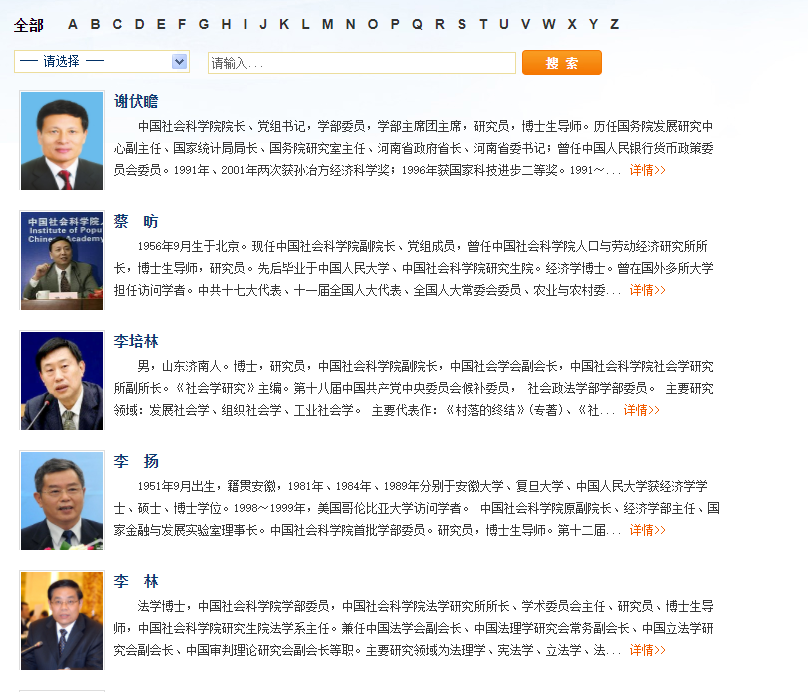 全部 A B C D E F G H I J K L M N O P Q R S T U V W X Y Z
── 请选择 ── 请输入... 搜 索
谢伏瞻
中国社会科学院院长、党组书记，学部委员，学部主席团主席，研究员，博士生导师。历任国务院发展研究中
心副主任、国家统计局局长、国务院研究室主任、河南省政府省长、河南省委书记；曾任中国人民银行货币政策委
员会委员。1991年、2001年两次获孙冶方经济科学奖；1996年获国家科技进步二等奖。1991～... 详情>>
中国社会科学院人
Institute of Popu
Chinese Academy
蔡　昉
1956年9月生于北京。现任中国社会科学院副院长、党组成员，曾任中国社会科学院人口与劳动经济研究所所
长，博士生导师，研究员。先后毕业于中国人民大学、中国社会科学院研究生院。经济学博士。曾在国外多所大学
担任访问学者。中共十七大代表、十一届全国人大代表、全国人大常委会委员、农业与农村委... 详情>>
李培林
男，山东济南人。博士，研究员，中国社会科学院副院长，中国社会学会副会长，中国社会科学院社会学研究
所副所长。《社会学研究》主编。第十八届中国共产党中央委员会候补委员， 社会政法学部学部委员。 主要研究
领域：发展社会学、组织社会学、工业社会学。 主要代表作：《村落的终结》(专著)、《社... 详情>>
李　扬
1951年9月出生，籍贯安徽，1981年、1984年、1989年分别于安徽大学、复旦大学、中国人民大学获经济学学
士、硕士、博士学位。1998～1999年，美国哥伦比亚大学访问学者。 中国社会科学院原副院长、经济学部主任、国
家金融与发展实验室理事长。中国社会科学院首批学部委员。研究员，博士生导师。第十二届... 详情>>
李　林
法学博士，中国社会科学院学部委员，中国社会科学院法学研究所所长、学术委员会主任、研究员、博士生导
师，中国社会科学院研究生院法学系主任。兼任中国法学会副会长、中国法理学研究会常务副会长、中国立法学研
究会副会长、中国审判理论研究会副会长等职。主要研究领域为法理学、宪法学、立法学、法... 详情>>